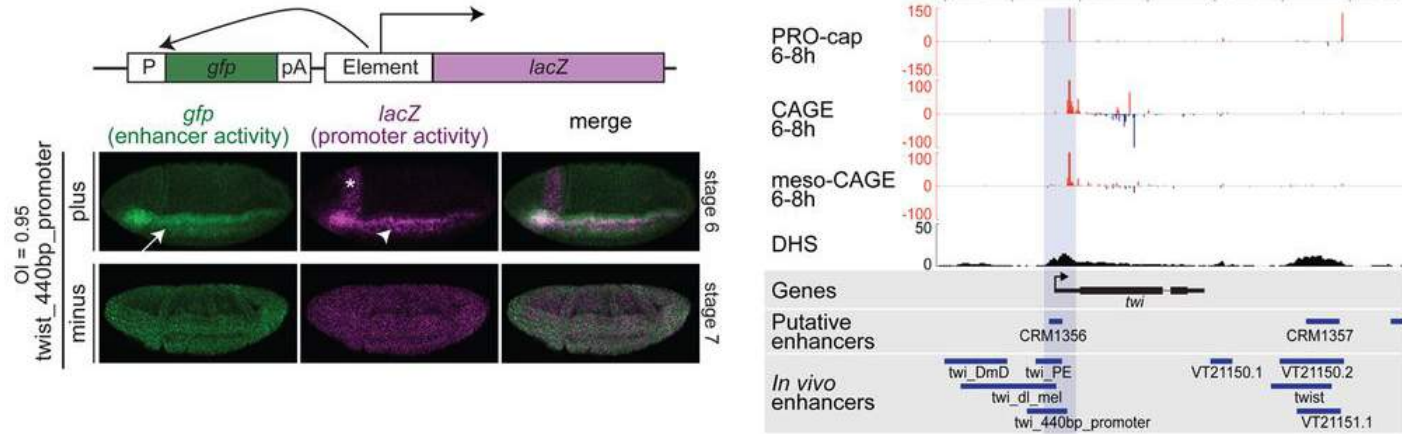 P gfp pA Element lacZ
gfp
(enhancer activity)
lacZ
(promoter activity)
merge
OI = 0.95
twist_440bp_promoter
plus
minus
*
stage 6
stage 7
PRO-cap
6-8h
150
0
-150
CAGE
6-8h
100
0
-100
meso-CAGE
6-8h
100
0
-100
DHS
50
0
Genes
twi
Putative
enhancers
CRM1356
CRM1357
In vivo
enhancers
twi_DmD
twi_PE
VT21150.1
VT21150.2
twi_dl_mel
twist
twi_440bp_promoter
VT21151.1